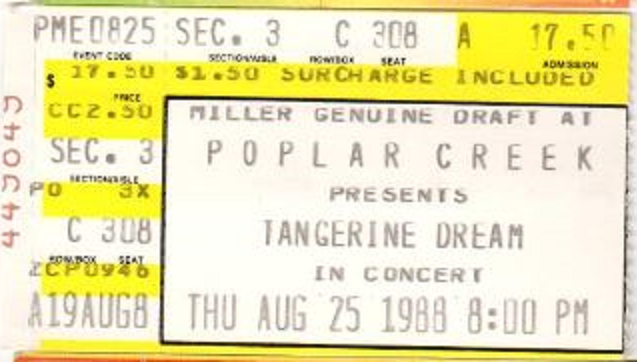 PME0825 SEC. 3 C 308 A 17.50
EVENT CODE SECTION/AISLE ROW/BOX SEAT ADMISSION
$ 17.50 $1.50 SURCHARGE INCLUDED
PRICE
CC2.50 MILLER GENUINE DRAFT AT
SEC. 3 POPLAR CREEK
SECTION/AISLE
PO 3X PRESENTS
C 308 TANGERINE DREAM
ROW/BOX SEAT
ZCP0946 IN CONCERT
A19AUG8 THU AUG 25 1988 8:00 PM